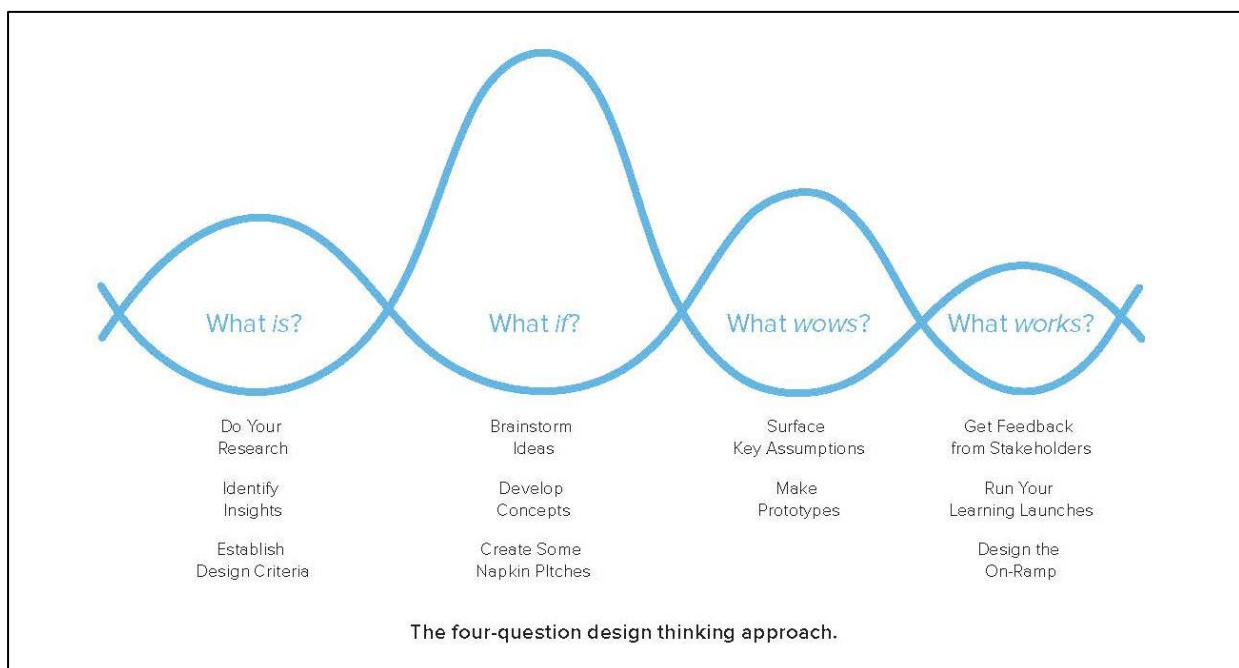 What is?
What if?
What wows?
What works?
Do Your
Research
Identify
Insights
Establish
Design Criteria
Brainstorm
Ideas
Develop
Concepts
Create Some
Napkin PItches
Surface
Key Assumptions
Make
Prototypes
Get Feedback
from Stakeholders
Run Your
Learning Launches
Design the
On-Ramp
The four-question design thinking approach.